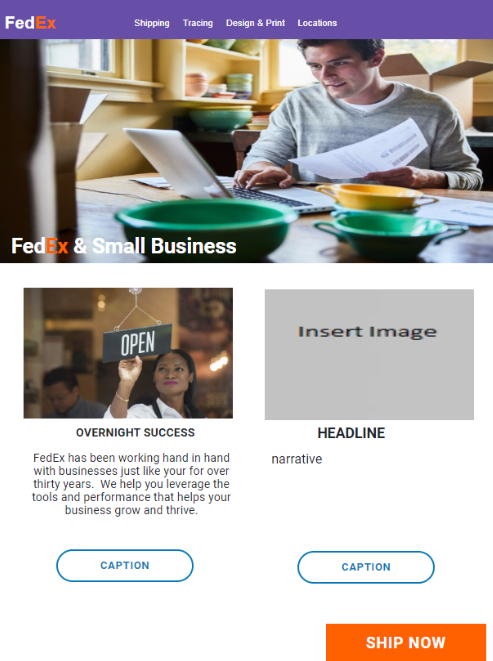 FedEx
Shipping Tracing Design & Print Locations
FedEx & Small Business
OPEN
Insert Image
OVERNIGHT SUCCESS
FedEx has been working hand in hand
with businesses just like your for over
thirty years. We help you leverage the
tools and performance that helps your
business grow and thrive.
CAPTION
HEADLINE
narrative
CAPTION
SHIP NOW